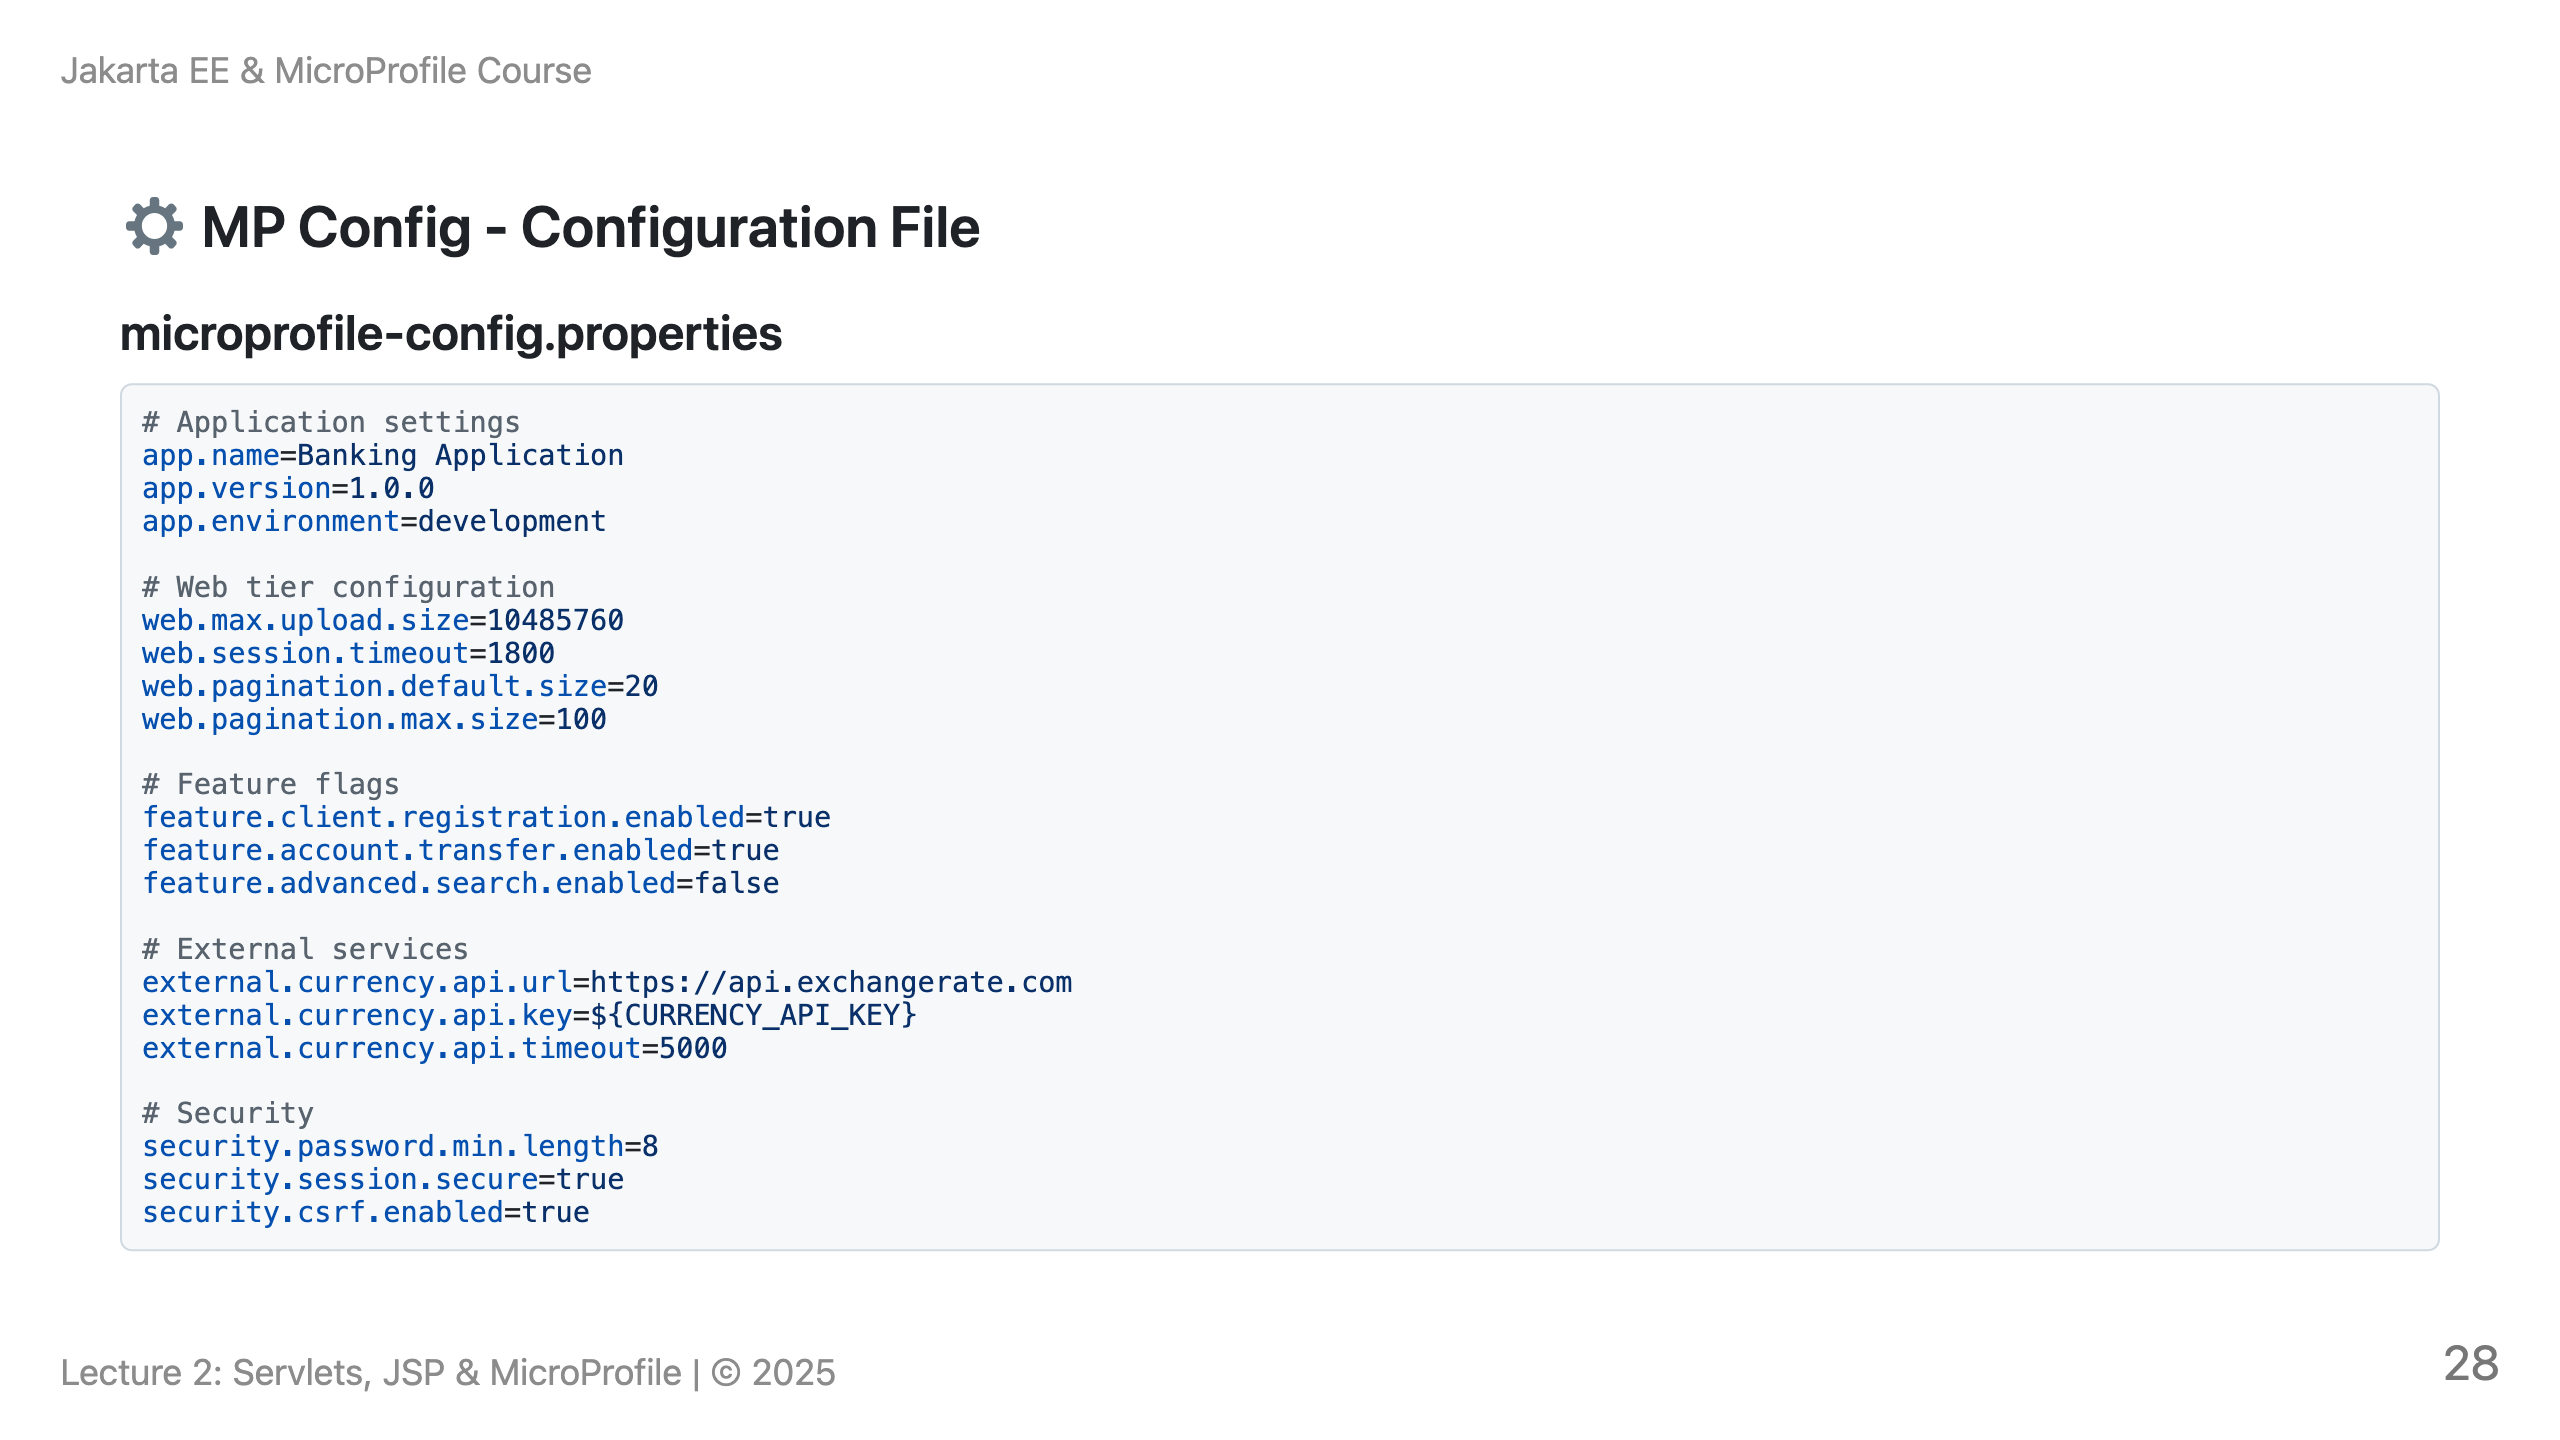 Jakarta EE & MicroProfile Course
MP Config - Configuration File
microprofile-config.properties
# Application settings
app.name=Banking Application
app.version=1.0.0
app.environment=development
# Web tier configuration
web.max.upload.size=10485760
web.session.timeout=1800
web.pagination.default.size=20
web.pagination.max.size=100
# Feature flags
feature.client.registration.enabled=true
feature.account.transfer.enabled=true
feature.advanced.search.enabled=false
# External services
external.currency.api.url=https://api.exchangerate.com
external.currency.api.key=${CURRENCY_API_KEY}
external.currency.api.timeout=5000
# Security
security.password.min.length=8
security.session.secure=true
security.csrf.enabled=true
Lecture 2: Servlets, JSP & MicroProfile | © 2025
28